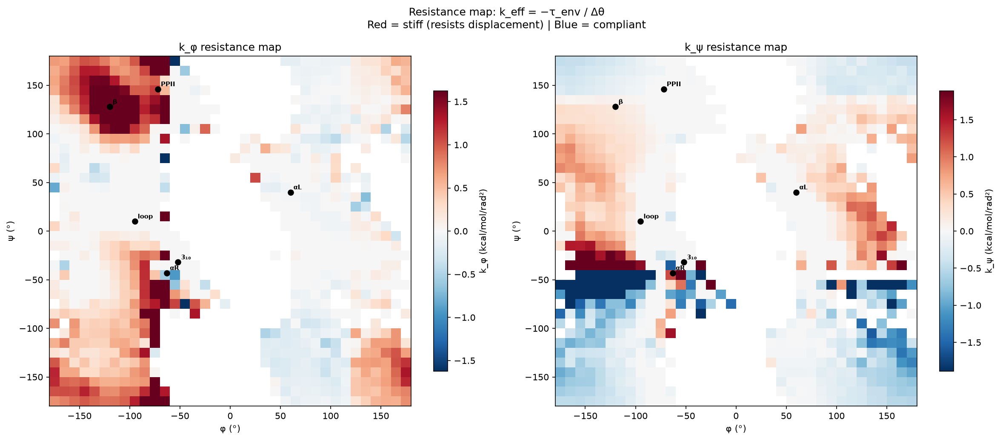 Resistance map: k_eff = −τ_env / Δθ
Red = stiff (resists displacement) | Blue = compliant
k_φ resistance map
150
100
50
0
−50
−100
−150
ψ (°)
PPII
β
αL
loop
3₁₀
αR
−150
−100
−50
0
50
100
150
φ (°)
1.5
1.0
0.5
0.0
−0.5
−1.0
−1.5
k_φ (kcal/mol/rad²)
k_ψ resistance map
150
100
50
0
−50
−100
−150
ψ (°)
PPII
β
αL
loop
3₁₀
αR
−150
−100
−50
0
50
100
150
φ (°)
1.5
1.0
0.5
0.0
−0.5
−1.0
−1.5
k_ψ (kcal/mol/rad²)